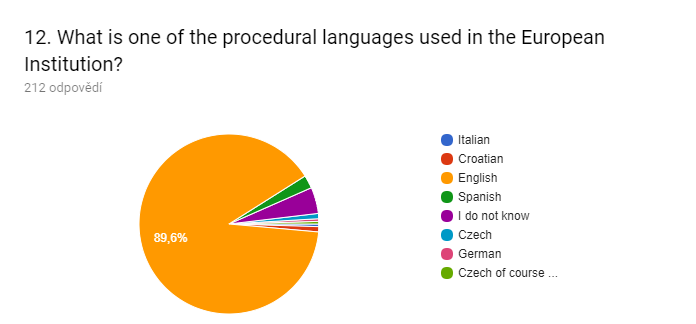 12. What is one of the procedural languages used in the European
Institution?
212 odpovědí
89,6%
Italian
Croatian
English
Spanish
I do not know
Czech
German
Czech of course ...